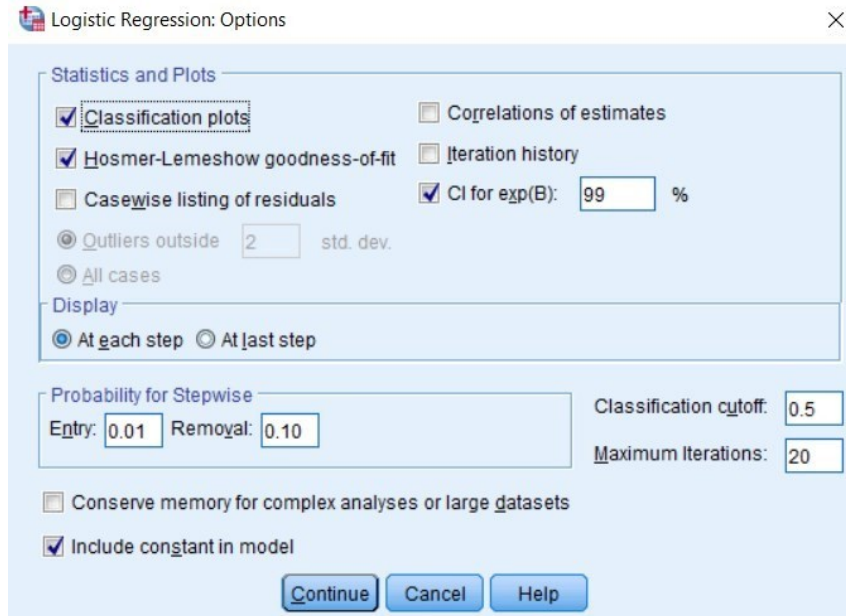 Logistic Regression: Options
Statistics and Plots
Classification plots
Correlations of estimates
Hosmer-Lemeshow goodness-of-fit
Iteration history
Casewise listing of residuals
CI for exp(B): 99 %
Outliers outside 2 std. dev.
All cases
Display
At each step At last step
Probability for Stepwise
Entry: 0.01 Removal: 0.10
Classification cutoff: 0.5
Maximum Iterations: 20
Conserve memory for complex analyses or large datasets
Include constant in model
Continue Cancel Help